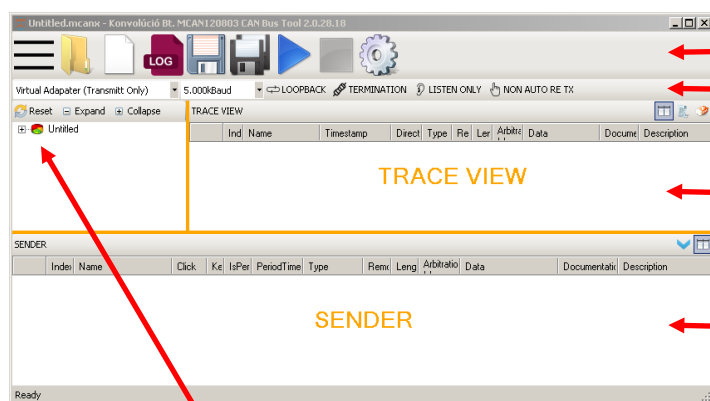 Untitled.mcanx - Konvolúció Bt. MCAN120803 CAN Bus Tool 2.0.28.18
LOG
Virtual Adapater (Transmitt Only) 5.000kBaud LOOPBACK TERMINATION LISTEN ONLY NON AUTO RE TX
Reset Expand Collapse TRACE VIEW
Untitled
Ind Name Timestamp Direct Type Re Ler Arbitra Data Docume Description
TRACE VIEW
SENDER
Index Name Click Ke IsPer PeriodTime Type Remo Leng Arbitratio Data Documentatic Description
SENDER
Ready